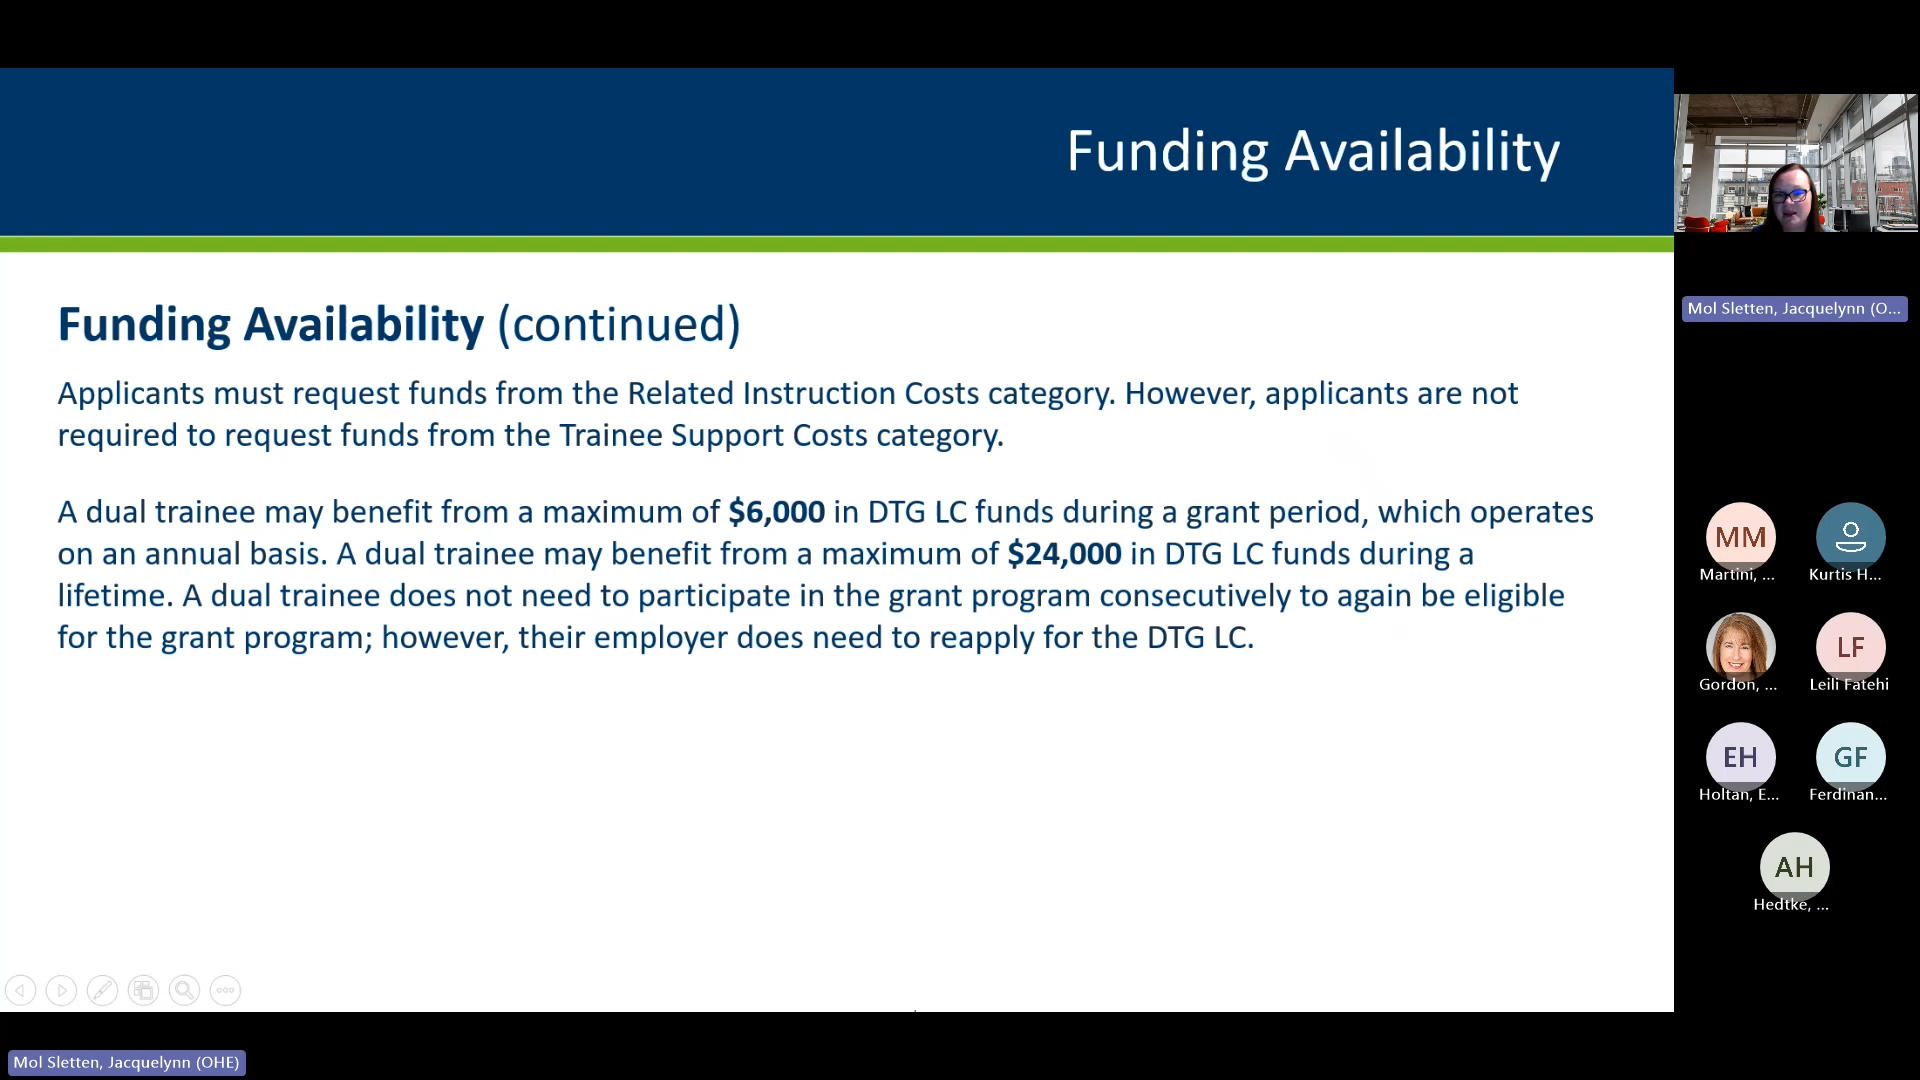 Funding Availability
Funding Availability (continued)
Applicants must request funds from the Related Instruction Costs category. However, applicants are not
required to request funds from the Trainee Support Costs category.
A dual trainee may benefit from a maximum of $6,000 in DTG LC funds during a grant period, which operates
on an annual basis. A dual trainee may benefit from a maximum of $24,000 in DTG LC funds during a
lifetime. A dual trainee does not need to participate in the grant program consecutively to again be eligible
for the grant program; however, their employer does need to reapply for the DTG LC.
Mol Sletten, Jacquelynn (O...
MM
Martini, ...
Kurtis H...
Gordon, ...
LF
Leili Fatehi
EH
Holtan, E...
GF
Ferdinan...
AH
Hedtke, ...
Mol Sletten, Jacquelynn (OHE)